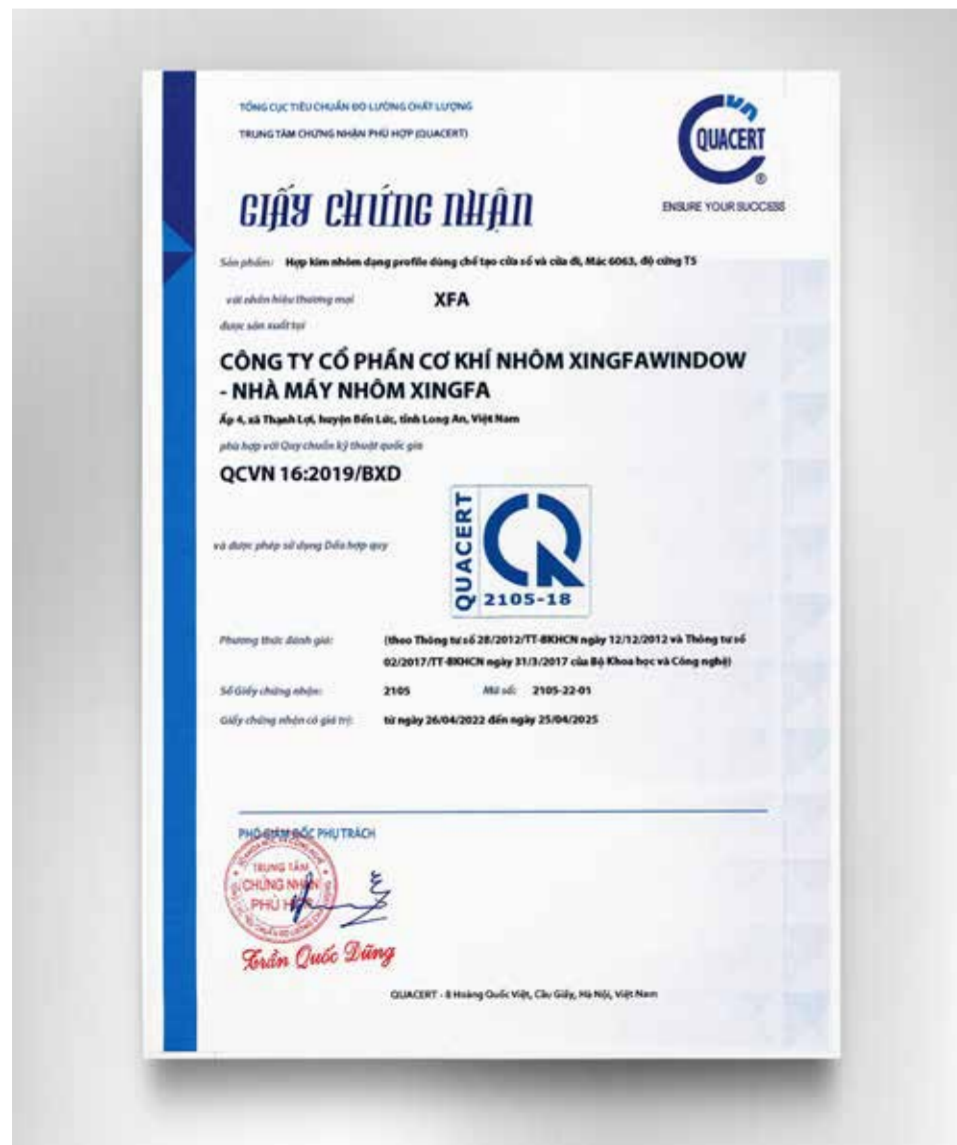 TỔNG CỤC TIÊU CHUẨN ĐO LƯỜNG CHẤT LƯỢNG
TRUNG TÂM CHỨNG NHẬN PHÙ HỢP (QUACERT)
vn
QUACERT
®
ENSURE YOUR SUCCESS
GIẤY CHỨNG NHẬN
Sản phẩm: Hợp kim nhôm dạng profile dùng chế tạo cửa sổ và cửa đi, Mác 6063, độ cứng T5
với nhãn hiệu thương mại XFA
được sản xuất tại
CÔNG TY CỔ PHẦN CƠ KHÍ NHÔM XINGFAWINDOW
- NHÀ MÁY NHÔM XINGFA
Ấp 4, xã Thạnh Lợi, huyện Bến Lức, tỉnh Long An, Việt Nam
phù hợp với Quy chuẩn kỹ thuật quốc gia
QCVN 16:2019/BXD
và được phép sử dụng Dấu hợp quy
QUACERT
2105-18
Phương thức đánh giá: (theo Thông tư số 28/2012/TT-BKHCN ngày 12/12/2012 và Thông tư số
02/2017/TT-BKHCN ngày 31/3/2017 của Bộ Khoa học và Công nghệ)
Số Giấy chứng nhận: 2105 Mã số: 2105-22-01
Giấy chứng nhận có giá trị: từ ngày 26/04/2022 đến ngày 25/04/2025
PHÓ GIÁM ĐỐC PHỤ TRÁCH
TRUNG TÂM
CHỨNG NHẬN
PHÙ HỢP
Trần Quốc Dũng
QUACERT - 8 Hoàng Quốc Việt, Cầu Giấy, Hà Nội, Việt Nam